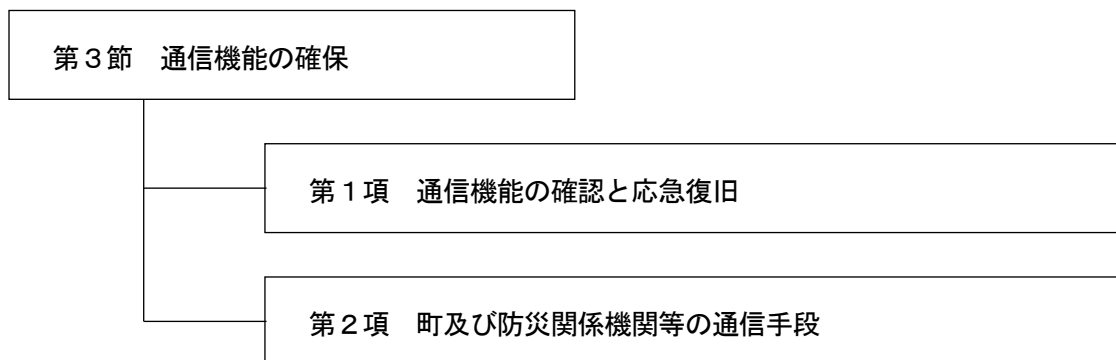 第３節　通信機能の確保
第１項　通信機能の確認と応急復旧
第２項　町及び防災関係機関等の通信手段